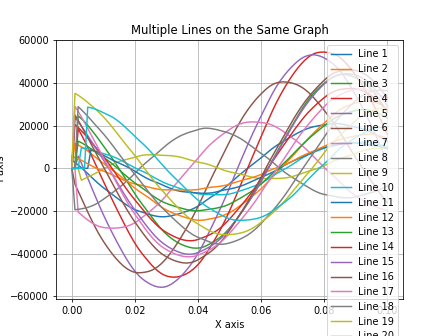 Multiple Lines on the Same Graph
60000
40000
20000
0
−20000
−40000
−60000
0.00
0.02
0.04
0.06
X axis
Line 1
Line 2
Line 3
Line 4
Line 5
Line 6
Line 7
Line 8
Line 9
Line 10
Line 11
Line 12
Line 13
Line 14
Line 15
Line 16
Line 17
Line 18
Line 19